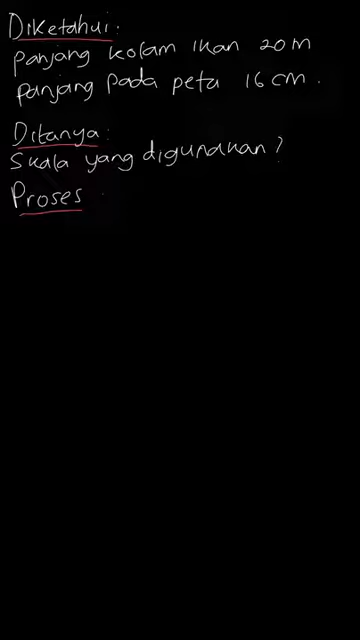 Diketahui:
panjang kolam ikan 20 m
panjang pada peta 16 cm.
Ditanya:
Skala yang digunakan?
Proses